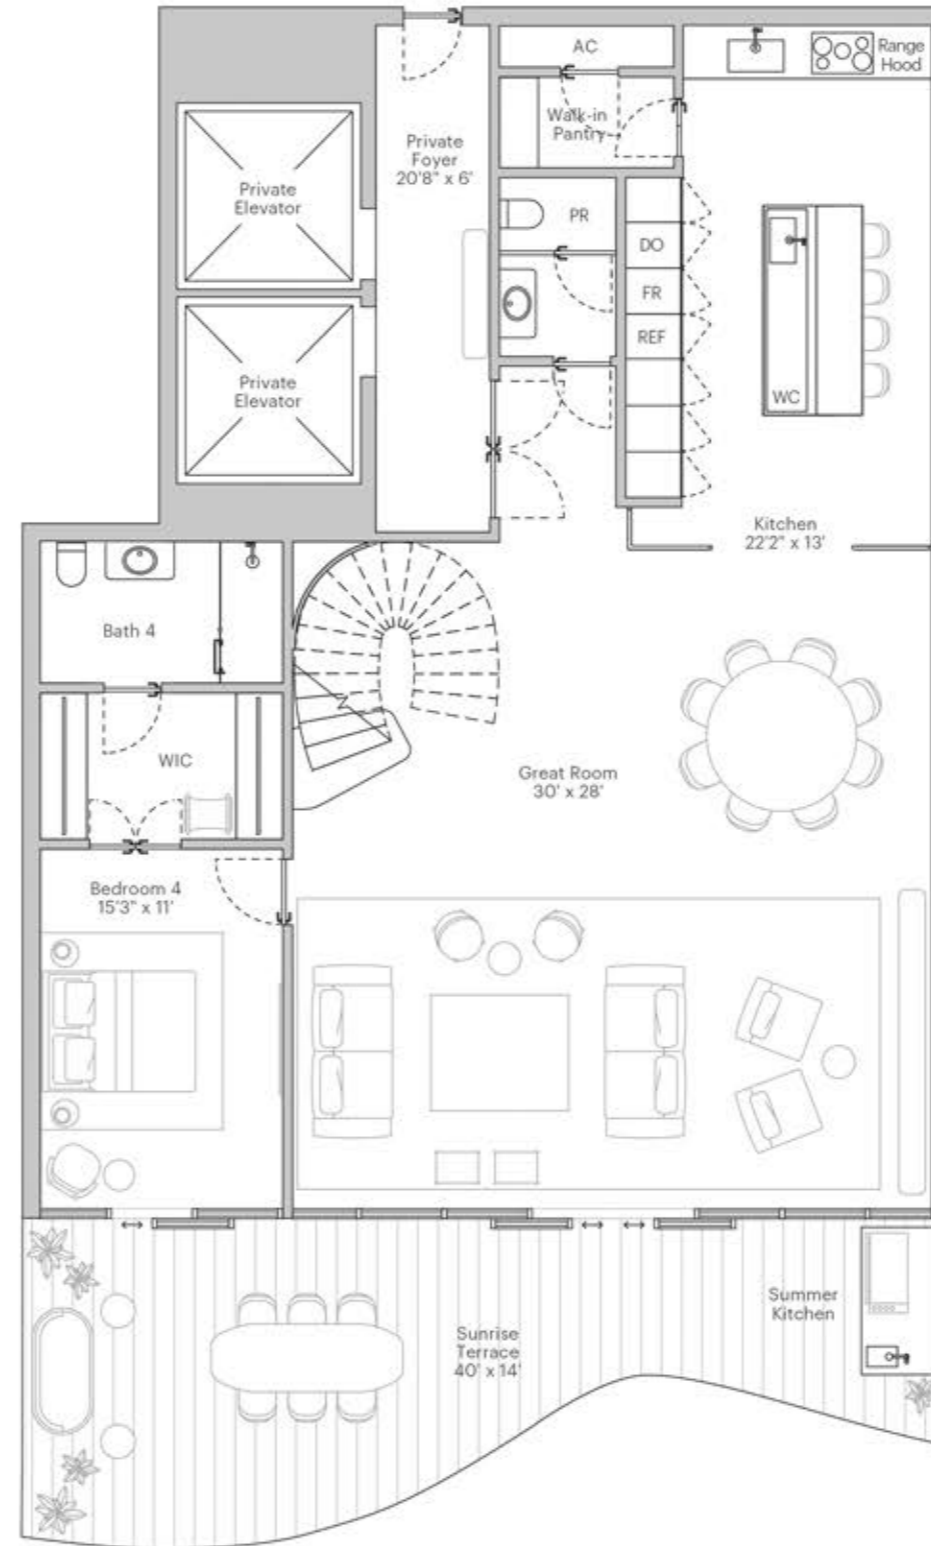 AC
Range
Hood
Walk-in
Pantry
Private
Foyer
20'8" x 6'
Private
Elevator
PR
DO
FR
REF
Private
Elevator
WC
Kitchen
22'2" x 13'
Bath 4
WIC
Great Room
30' x 28'
Bedroom 4
15'3" x 11'
Summer
Kitchen
Sunrise
Terrace
40' x 14'